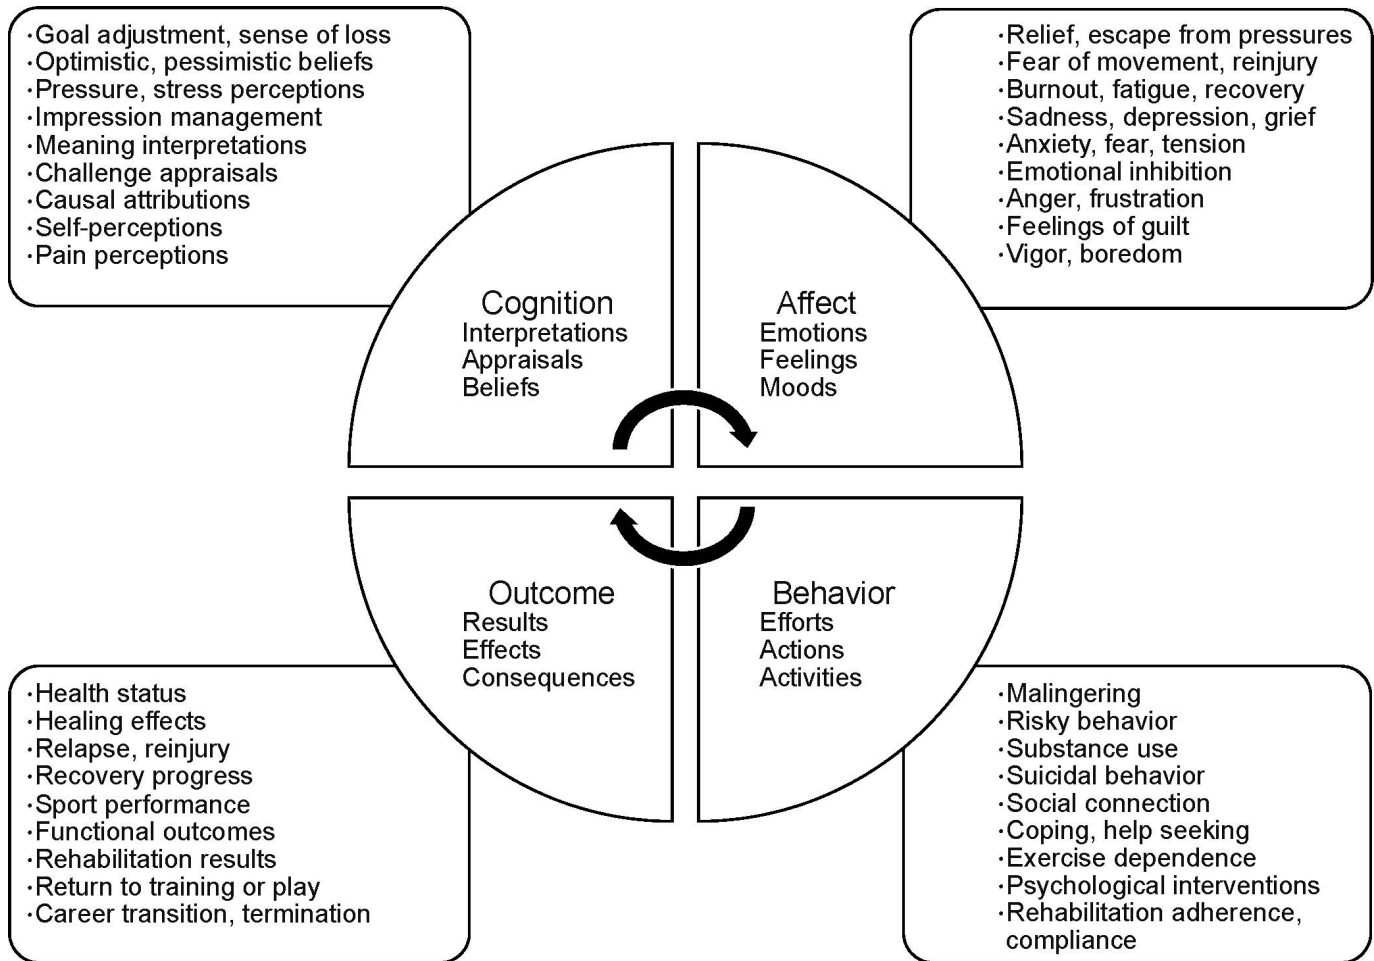 ·Goal adjustment, sense of loss
·Optimistic, pessimistic beliefs
·Pressure, stress perceptions
·Impression management
·Meaning interpretations
·Challenge appraisals
·Causal attributions
·Self-perceptions
·Pain perceptions
·Relief, escape from pressures
·Fear of movement, reinjury
·Burnout, fatigue, recovery
·Sadness, depression, grief
·Anxiety, fear, tension
·Emotional inhibition
·Anger, frustration
·Feelings of guilt
·Vigor, boredom
Cognition
Interpretations
Appraisals
Beliefs
Affect
Emotions
Feelings
Moods
Outcome
Results
Effects
Consequences
Behavior
Efforts
Actions
Activities
·Health status
·Healing effects
·Relapse, reinjury
·Recovery progress
·Sport performance
·Functional outcomes
·Rehabilitation results
·Return to training or play
·Career transition, termination
·Malingering
·Risky behavior
·Substance use
·Suicidal behavior
·Social connection
·Coping, help seeking
·Exercise dependence
·Psychological interventions
·Rehabilitation adherence,
compliance